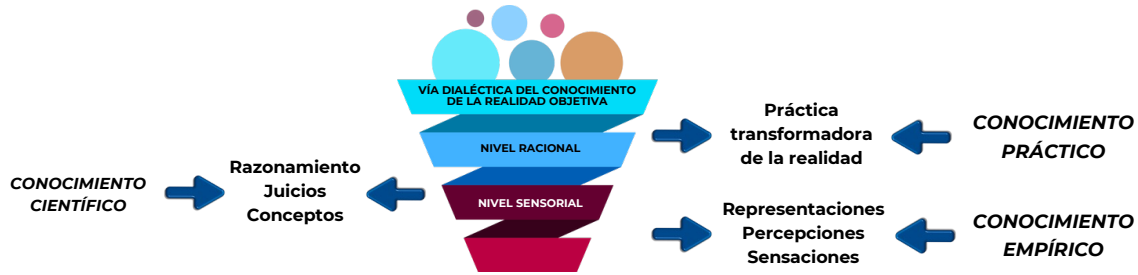 VÍA DIALÉCTICA DEL CONOCIMIENTO
DE LA REALIDAD OBJETIVA
NIVEL RACIONAL
NIVEL SENSORIAL
CONOCIMIENTO
CIENTÍFICO
Razonamiento
Juicios
Conceptos
Práctica
transformadora
de la realidad
CONOCIMIENTO
PRÁCTICO
Representaciones
Percepciones
Sensaciones
CONOCIMIENTO
EMPÍRICO